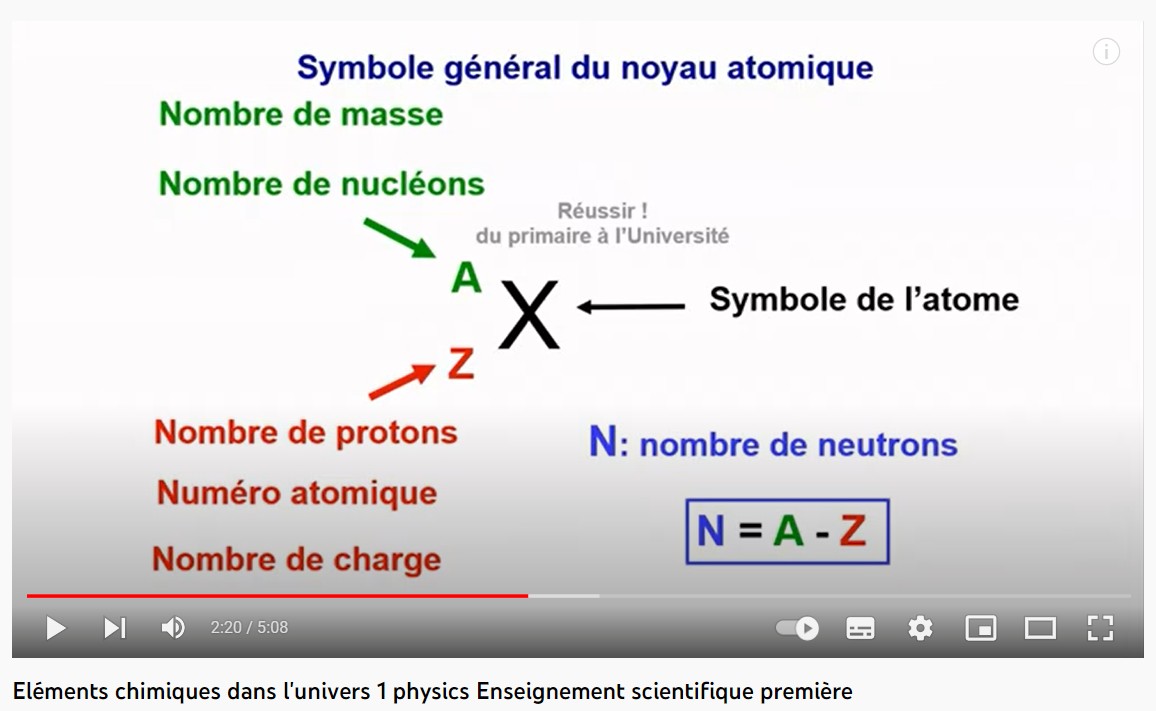 Symbole général du noyau atomique
Nombre de masse
Nombre de nucléons
Réussir !
du primaire à l'Université
A
X
Symbole de l'atome
Z
Nombre de protons
N: nombre de neutrons
Numéro atomique
N = A - Z
Nombre de charge
2:20 / 5:08
Eléments chimiques dans l'univers 1 physics Enseignement scientifique première